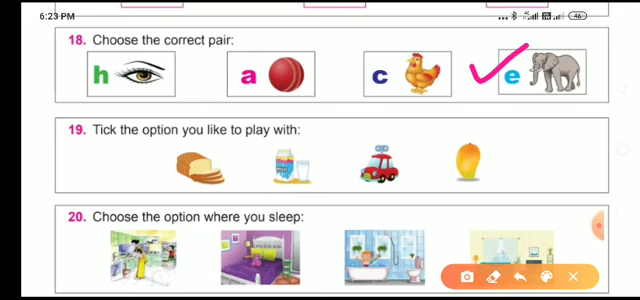 6:23 PM
46
18. Choose the correct pair:
h a c e
19. Tick the option you like to play with:
20. Choose the option where you sleep: